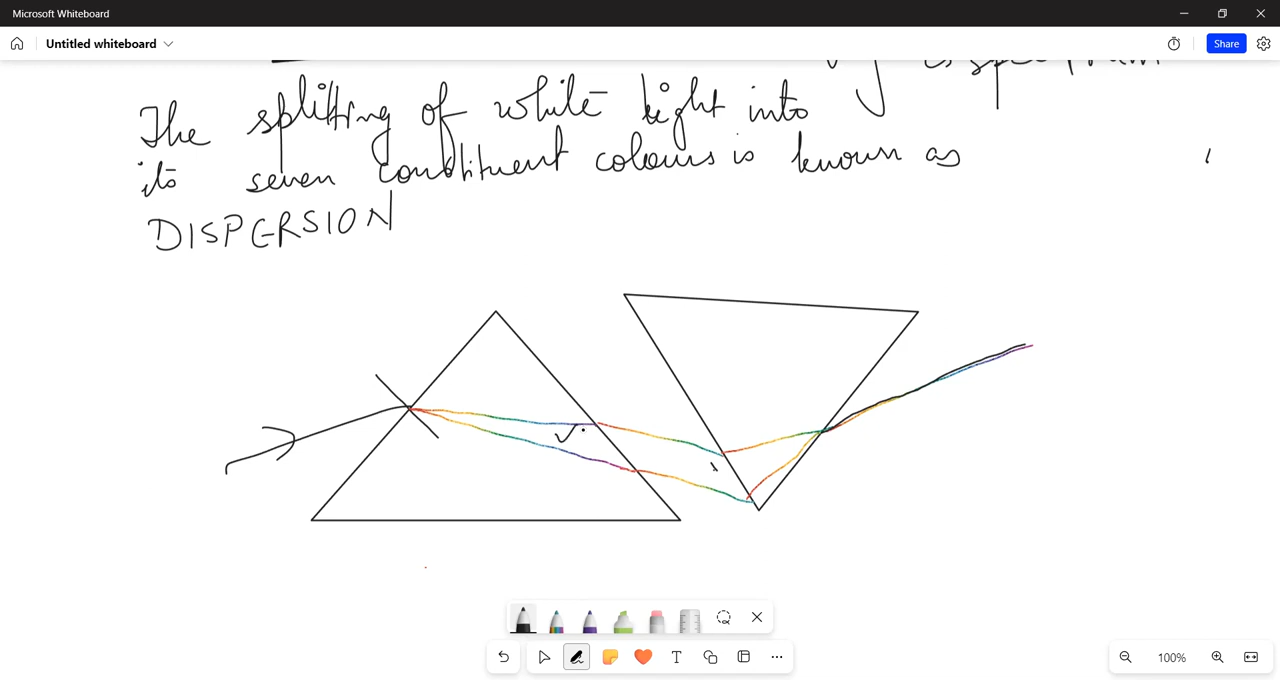 Microsoft Whiteboard
Untitled whiteboard
Share
The splitting of white light into
its seven constituent colours is known as
DISPERSION
T
100%